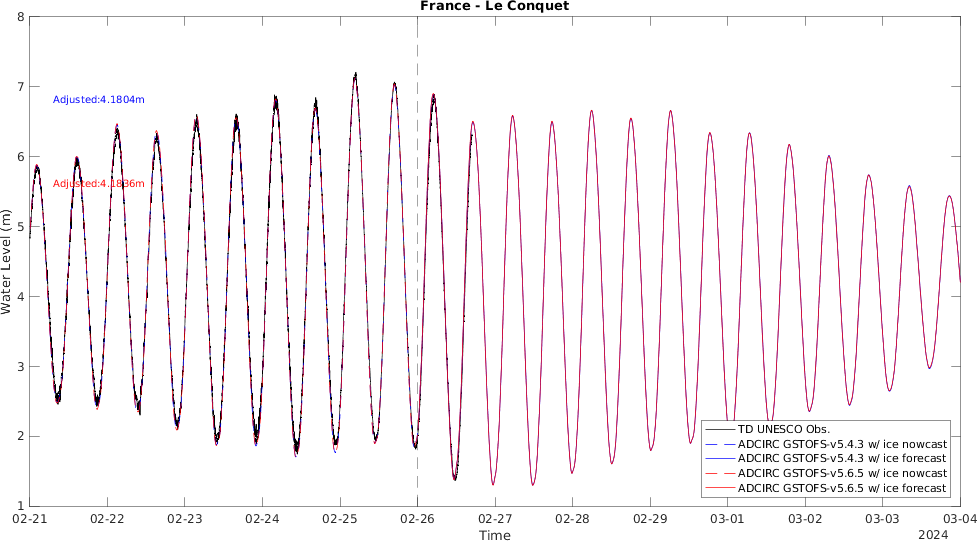 France - Le Conquet
8
7
6
5
4
3
2
1
Water Level (m)
Adjusted:4.1804m
Adjusted:4.1836m
TD UNESCO Obs.
ADCIRC GSTOFS-v5.4.3 w/ ice nowcast
ADCIRC GSTOFS-v5.4.3 w/ ice forecast
ADCIRC GSTOFS-v5.6.5 w/ ice nowcast
ADCIRC GSTOFS-v5.6.5 w/ ice forecast
02-21 02-22 02-23 02-24 02-25 02-26 02-27 02-28 02-29 03-01 03-02 03-03 03-04
Time
2024